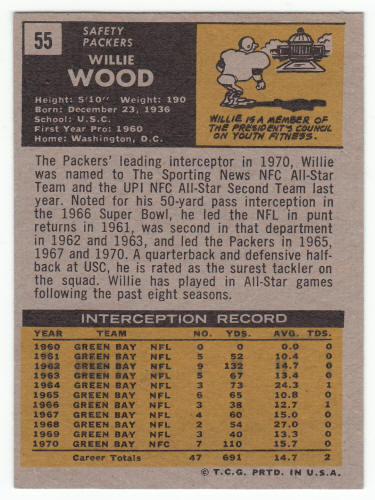 55
SAFETY
PACKERS
WILLIE
WOOD
Height: 5'10" Weight: 190
Born: December 23, 1936
School: U.S.C.
First Year Pro: 1960
Home: Washington, D.C.
WILLIE IS A MEMBER OF
THE PRESIDENT'S COUNCIL
ON YOUTH FITNESS.
The Packers' leading interceptor in 1970, Willie
was named to The Sporting News NFC All-Star
Team and the UPI NFC All-Star Second Team last
year. Noted for his 50-yard pass interception in
the 1966 Super Bowl, he led the NFL in punt
returns in 1961, was second in that department
in 1962 and 1963, and led the Packers in 1965,
1967 and 1970. A quarterback and defensive half-
back at USC, he is rated as the surest tackler on
the squad. Willie has played in All-Star games
following the past eight seasons.
INTERCEPTION RECORD
YEAR TEAM NO. YDS. AVG. TDS.
1960 GREEN BAY NFL 0 0 0.0 0
1961 GREEN BAY NFL 5 52 10.4 0
1962 GREEN BAY NFL 9 132 14.7 0
1963 GREEN BAY NFL 5 67 13.4 0
1964 GREEN BAY NFL 3 73 24.3 1
1965 GREEN BAY NFL 6 65 10.8 0
1966 GREEN BAY NFL 3 38 12.7 1
1967 GREEN BAY NFL 4 60 15.0 0
1968 GREEN BAY NFL 2 54 27.0 0
1969 GREEN BAY NFL 3 40 13.3 0
1970 GREEN BAY NFC 7 110 15.7 0
Career Totals 47 691 14.7 2
© T.C.G. PRTD. IN U.S.A.